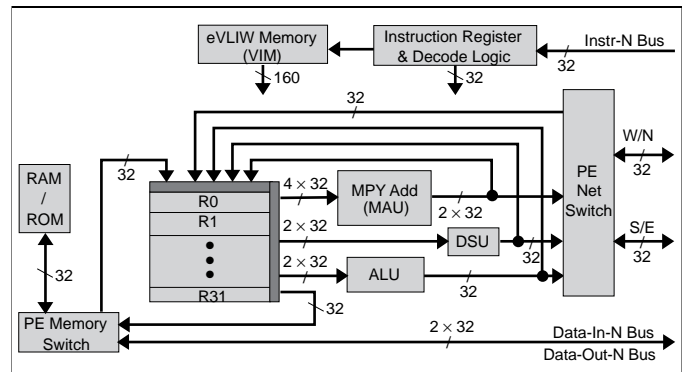 eVLIW Memory
(VIM)
Instruction Register
& Decode Logic
Instr-N Bus
32
160
32
32
32
RAM
/
ROM
32
R0
R1
R31
4 × 32
MPY Add
(MAU)
2 × 32
2 × 32
DSU
32
2 × 32
ALU
32
PE
Net
Switch
W/N
32
S/E
32
32
PE Memory
Switch
2 × 32
Data-In-N Bus
Data-Out-N Bus